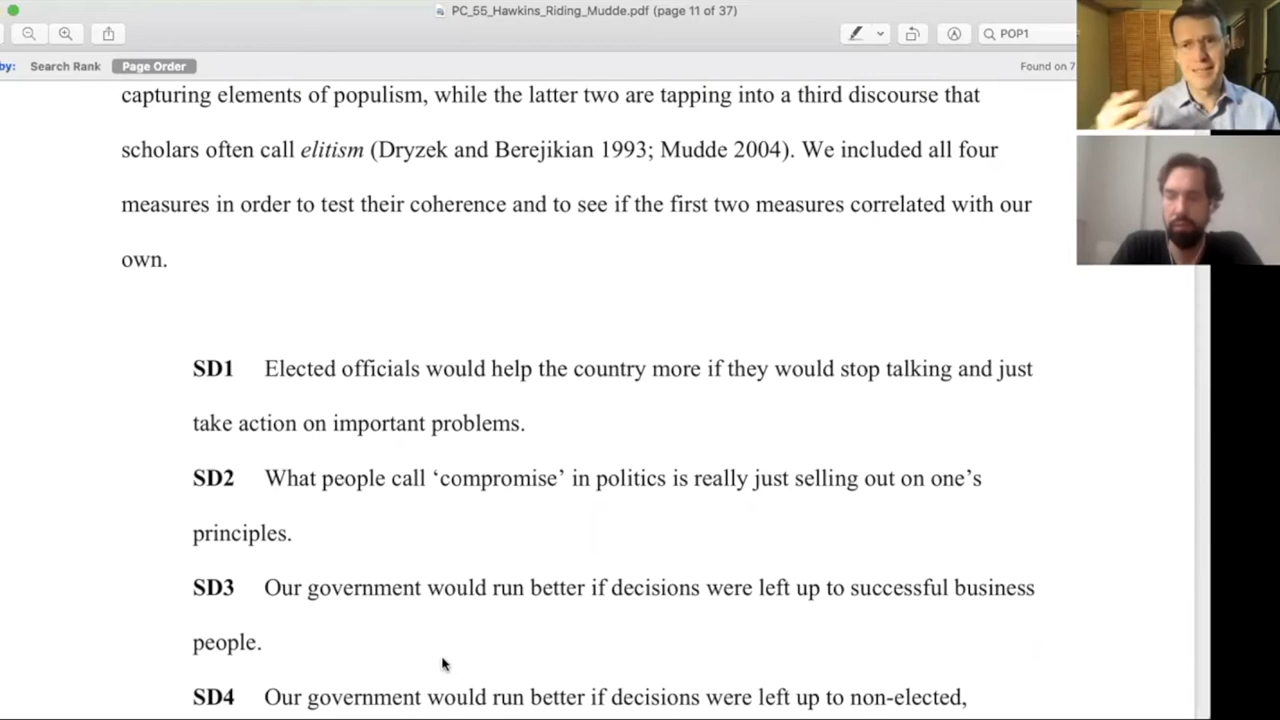 PC_55_Hawkins_Riding_Mudde.pdf (page 11 of 37)
POP1
by: Search Rank Page Order Found on 7
capturing elements of populism, while the latter two are tapping into a third discourse that
scholars often call elitism (Dryzek and Berejikian 1993; Mudde 2004). We included all four
measures in order to test their coherence and to see if the first two measures correlated with our
own.
SD1 Elected officials would help the country more if they would stop talking and just
take action on important problems.
SD2 What people call ‘compromise’ in politics is really just selling out on one’s
principles.
SD3 Our government would run better if decisions were left up to successful business
people.
SD4 Our government would run better if decisions were left up to non-elected,